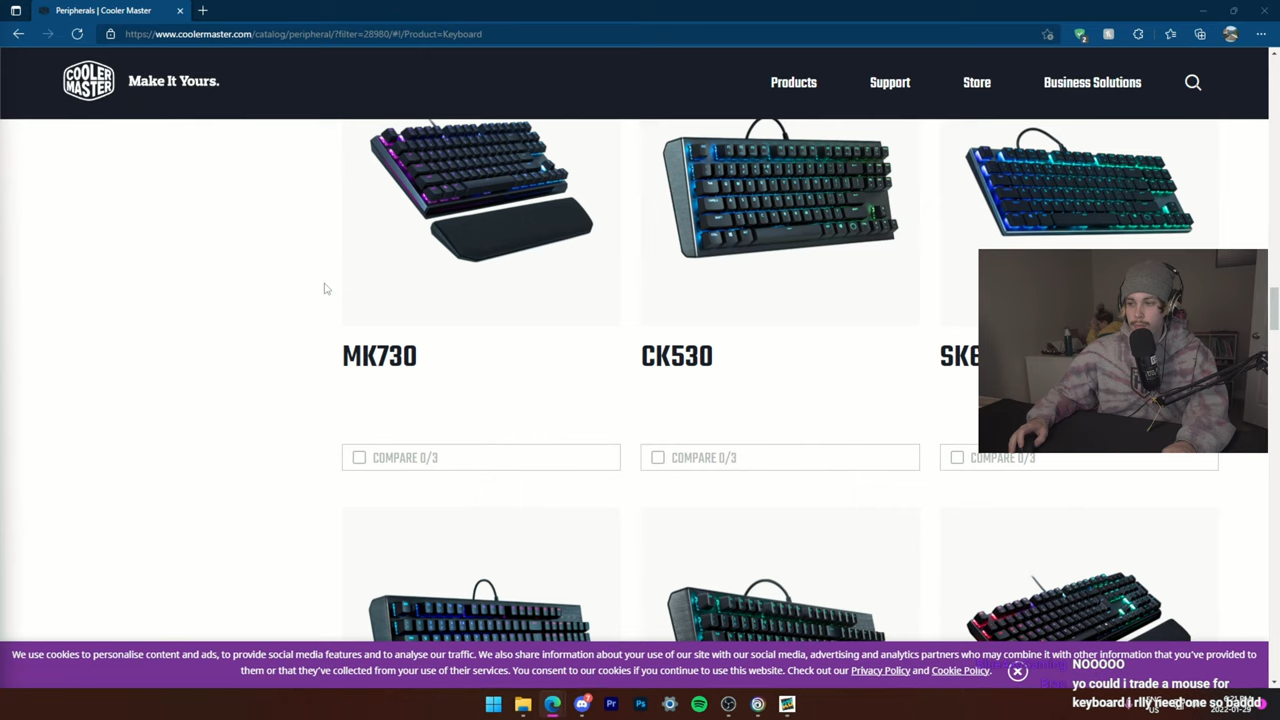 Peripherals | Cooler Master
https://www.coolermaster.com/catalog/peripheral/?filter=28980/#!/Product=Keyboard
COOLER MASTER
Make It Yours.
Products
Support
Store
Business Solutions
MK730
CK530
COMPARE 0/3
COMPARE 0/3
COMPARE 0/3
We use cookies to personalise content and ads, to provide social media features and to analyse our traffic. We also share information about your use of our site with our social media, advertising and analytics partners who may combine it with other information that you've provided
to them or that they've collected from your use of their services. You consent to our cookies if you continue to use this website. Check out our Privacy Policy and Cookie Policy.
NOOOOO
yo could i trade a mouse for
keyboard i rlly need one so baddd
2022-01-29